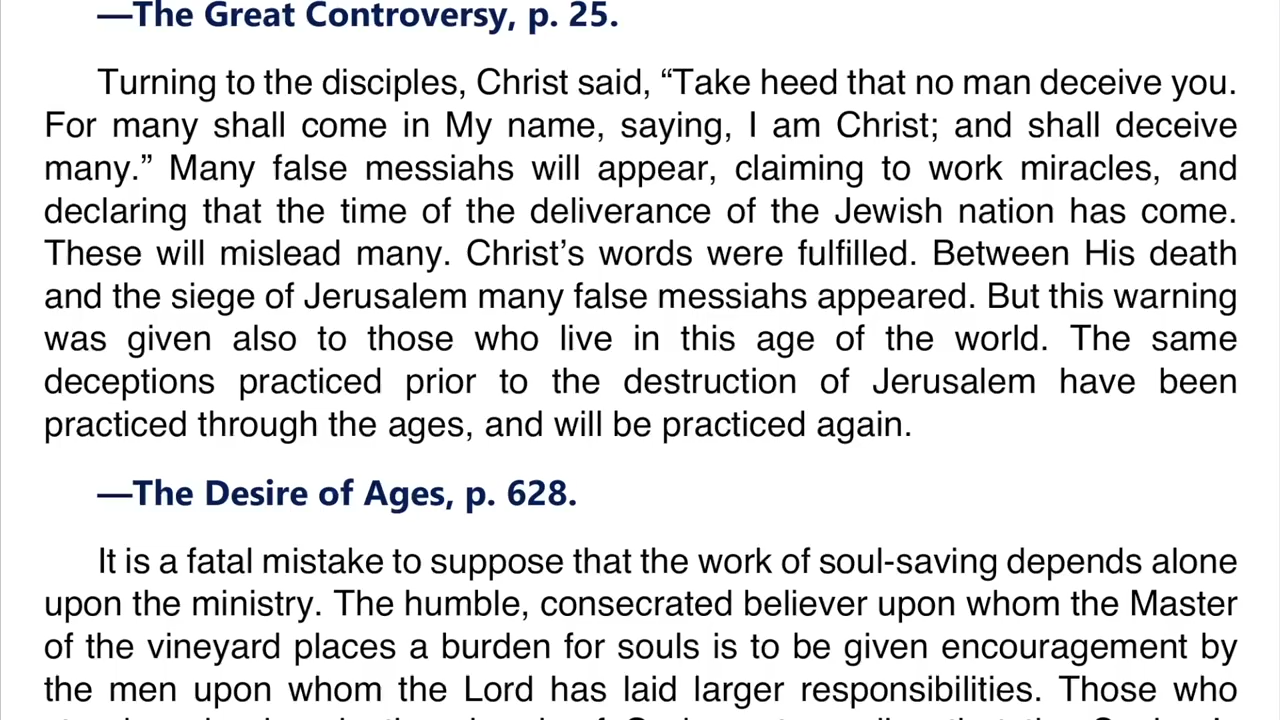 —The Great Controversy, p. 25.
Turning to the disciples, Christ said, “Take heed that no man deceive you.
For many shall come in My name, saying, I am Christ; and shall deceive
many.” Many false messiahs will appear, claiming to work miracles, and
declaring that the time of the deliverance of the Jewish nation has come.
These will mislead many. Christ’s words were fulfilled. Between His death
and the siege of Jerusalem many false messiahs appeared. But this warning
was given also to those who live in this age of the world. The same
deceptions practiced prior to the destruction of Jerusalem have been
practiced through the ages, and will be practiced again.
—The Desire of Ages, p. 628.
It is a fatal mistake to suppose that the work of soul-saving depends alone
upon the ministry. The humble, consecrated believer upon whom the Master
of the vineyard places a burden for souls is to be given encouragement by
the men upon whom the Lord has laid larger responsibilities. Those who